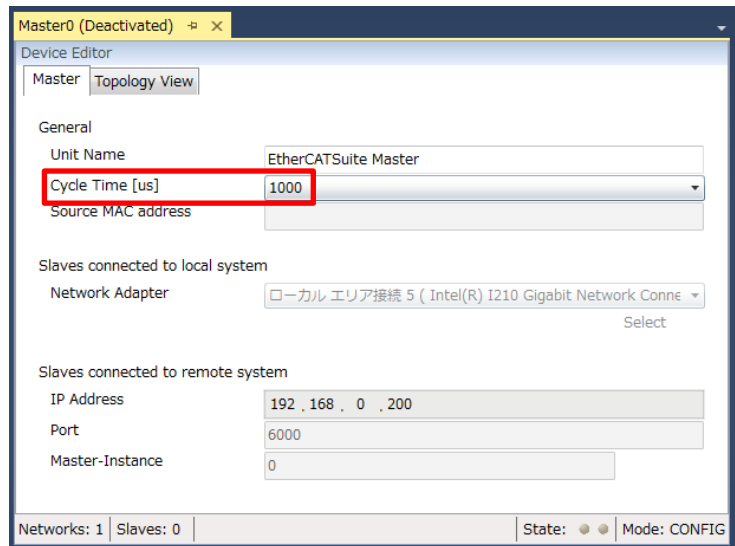 Master0 (Deactivated)
Device Editor
Master Topology View
General
Unit Name EtherCATSuite Master
Cycle Time [us] 1000
Source MAC address
Slaves connected to local system
Network Adapter ローカル エリア接続 5 ( Intel(R) I210 Gigabit Network Conne
Select
Slaves connected to remote system
IP Address 192 . 168 . 0 . 200
Port 6000
Master-Instance 0
Networks: 1 Slaves: 0 State: Mode: CONFIG